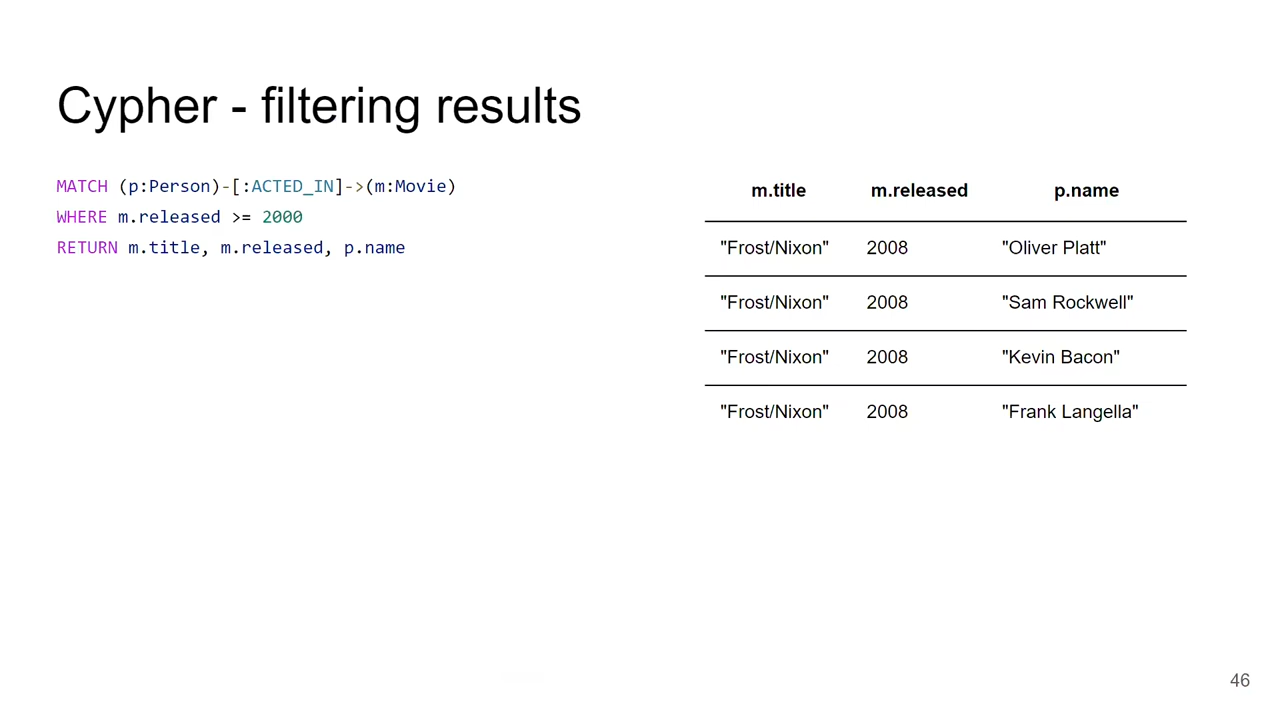 Cypher - filtering results
MATCH (p:Person)-[:ACTED_IN]->(m:Movie)
WHERE m.released >= 2000
RETURN m.title, m.released, p.name
m.title m.released p.name
"Frost/Nixon" 2008 "Oliver Platt"
"Frost/Nixon" 2008 "Sam Rockwell"
"Frost/Nixon" 2008 "Kevin Bacon"
"Frost/Nixon" 2008 "Frank Langella"
46